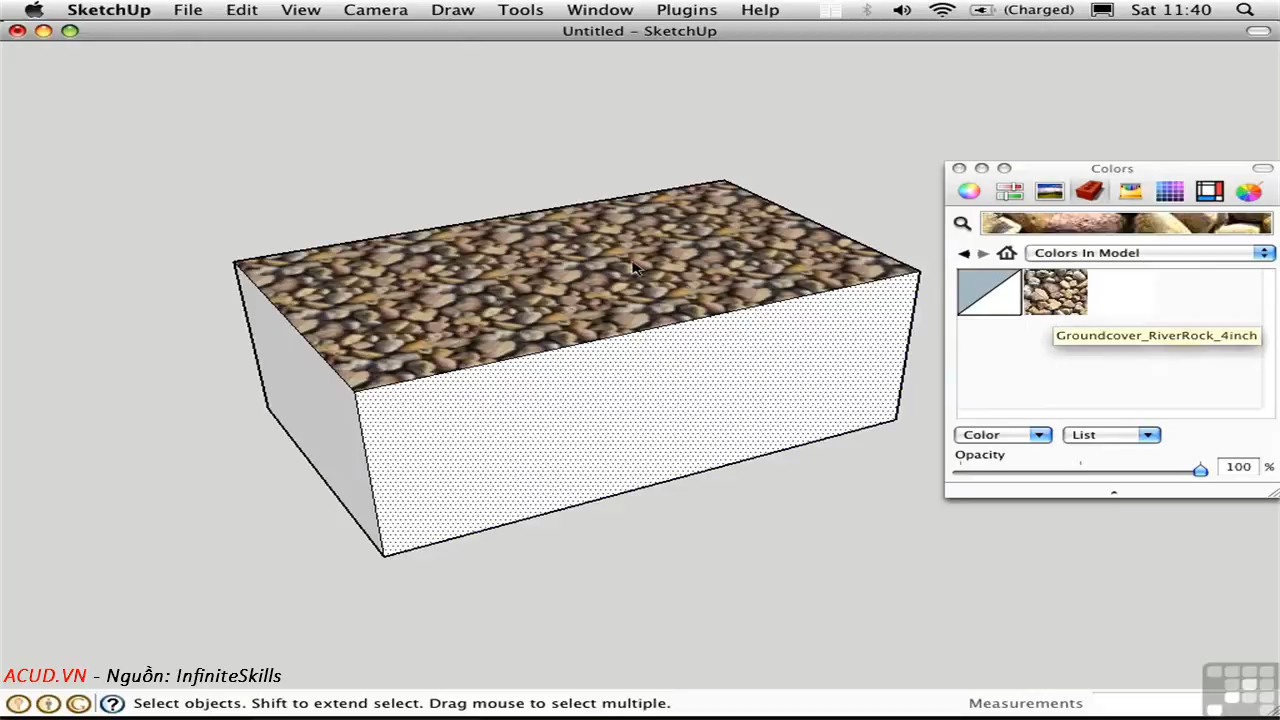 SketchUp File Edit View Camera Draw Tools Window Plugins Help (Charged) Sat 11:40
Untitled – SketchUp
Colors
Colors In Model
Groundcover_RiverRock_4inch
Color List
Opacity
100 %
ACUD.VN - Nguồn: InfiniteSkills
Select objects. Shift to extend select. Drag mouse to select multiple. Measurements